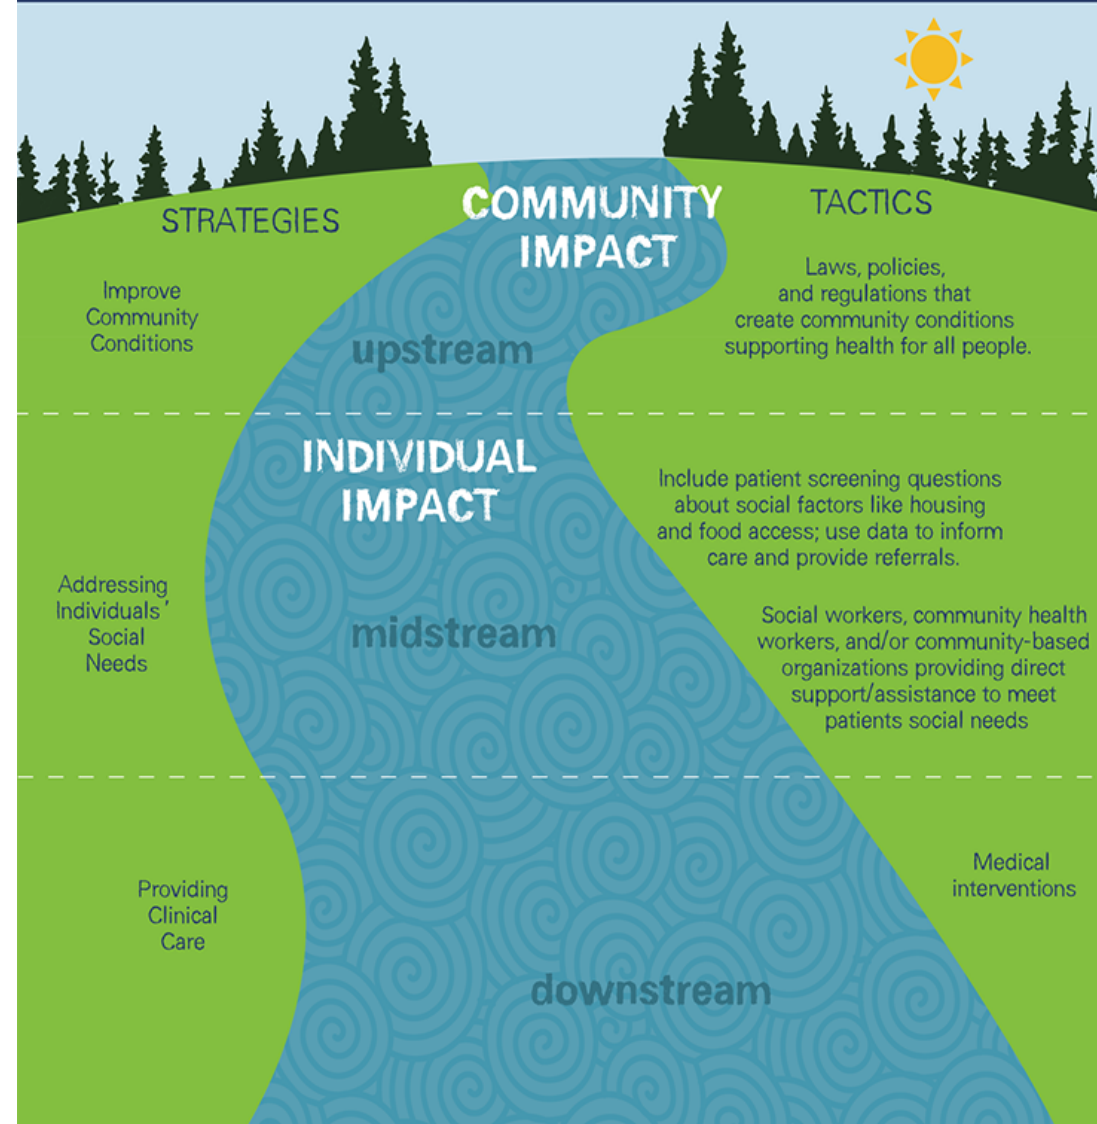 COMMUNITY
IMPACT
STRATEGIES
TACTICS
Improve
Community
Conditions
upstream
Laws, policies,
and regulations that
create community conditions
supporting health for all people.
INDIVIDUAL
IMPACT
Addressing
Individuals'
Social
Needs
midstream
Include patient screening questions
about social factors like housing
and food access; use data to inform
care and provide referrals.
Social workers, community health
workers, and/or community-based
organizations providing direct
support/assistance to meet
patients social needs
Providing
Clinical
Care
downstream
Medical
interventions